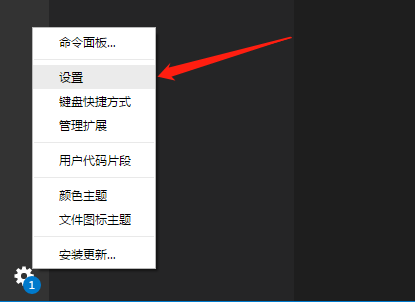 命令面板...
设置
键盘快捷方式
管理扩展
用户代码片段
颜色主题
文件图标主题
安装更新...
1